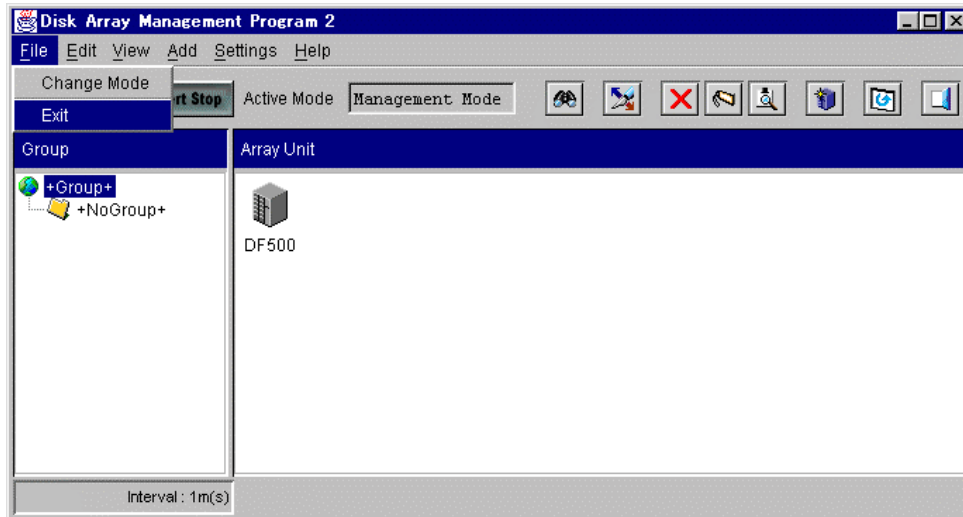 Disk Array Management Program 2
File Edit View Add Settings Help
Change Mode
Exit
rt Stop Active Mode Management Mode
Group Array Unit
+Group+
+NoGroup+
DF500
Interval : 1m(s)